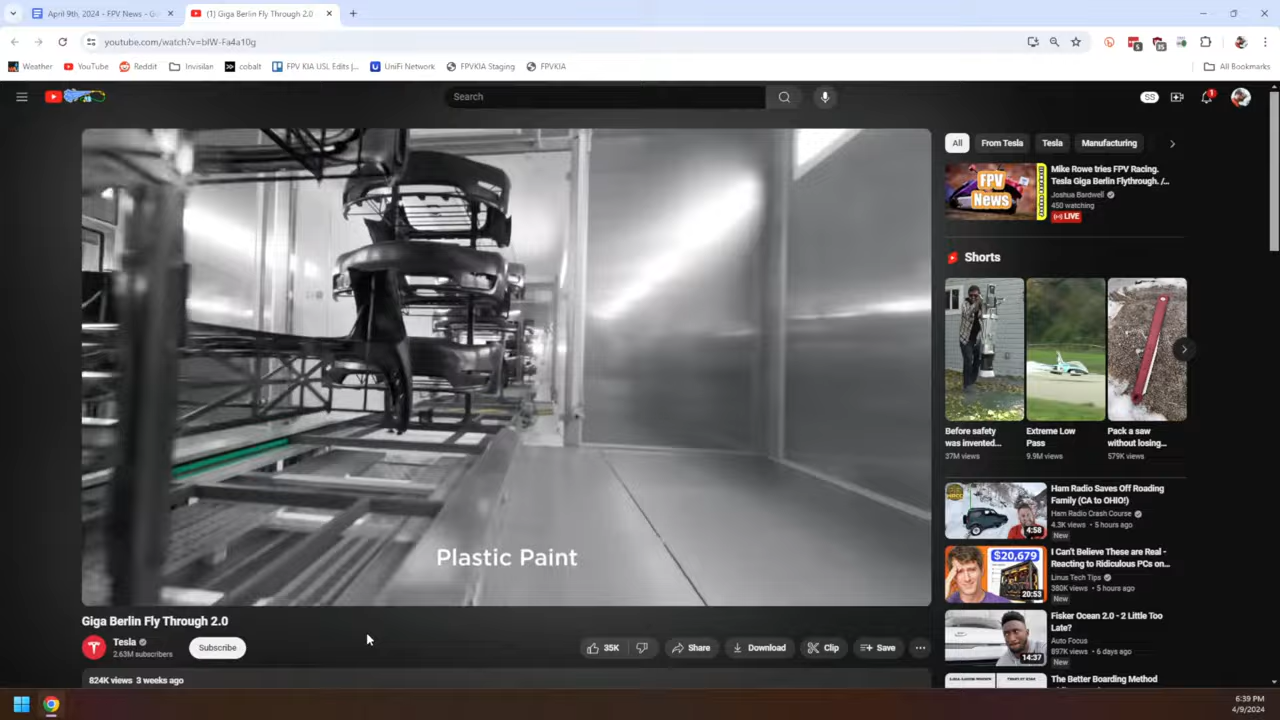 April 9th, 2024 - FPV News - G
(1) Giga Berlin Fly Through 2.0
youtube.com/watch?v=bIW-Fa4a10g
Weather
YouTube
Reddit
Invisilan
cobalt
FPV KIA USL Edits |...
UniFi Network
FPVKIA Staging
FPVKIA
All Bookmarks
Search
SS
1
Plastic Paint
Giga Berlin Fly Through 2.0
Tesla
2.63M subscribers
Subscribe
35K
Share
Download
Clip
Save
824K views 3 weeks ago
All
From Tesla
Tesla
Manufacturing
FPV
News
Mike Rowe tries FPV Racing.
Tesla Giga Berlin Flythrough. /...
Joshua Bardwell
450 watching
LIVE
Shorts
Before safety
was invented...
37M views
Extreme Low
Pass
9.9M views
Pack a saw
without losing...
579K views
4:58
Ham Radio Saves Off Roading
Family (CA to OHIO!)
Ham Radio Crash Course
4.3K views • 5 hours ago
New
$20,679
20:53
I Can't Believe These are Real -
Reacting to Ridiculous PCs on...
Linus Tech Tips
380K views • 5 hours ago
New
14:37
Fisker Ocean 2.0 - 2 Little Too
Late?
Auto Focus
897K views • 6 days ago
New
The Better Boarding Method
6:39 PM
4/9/2024